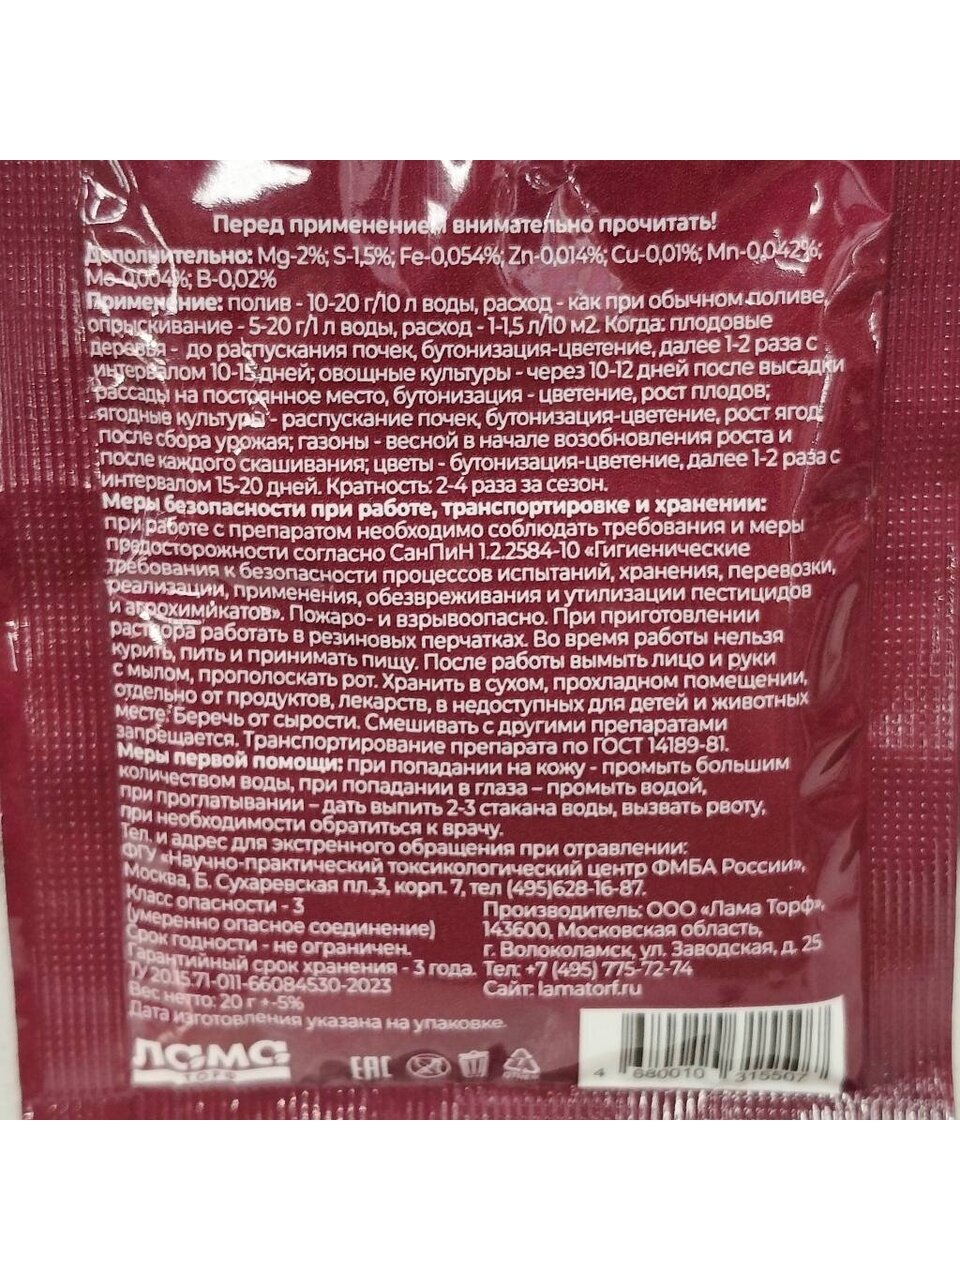 Перед применением внимательно прочитать!
Дополнительно: Mg-2%; S-1,5%; Fe-0,054%; Zn-0,014%; Cu-0,01%; Mn-0,042%;
Mo-0,004%; B-0,02%
Применение: полив - 10-20 г/10 л воды, расход - как при обычном поливе,
опрыскивание - 5-20 г/1 л воды, расход - 1-1,5 л/10 м2. Когда: плодовые
деревья - до распускания почек, бутонизация-цветение, далее 1-2 раза с
интервалом 10-15 дней; овощные культуры - через 10-12 дней после высадки
рассады на постоянное место, бутонизация - цветение, рост плодов;
ягодные культуры - распускание почек, бутонизация-цветение, рост ягод,
после сбора урожая; газоны - весной в начале возобновления роста и
после каждого скашивания; цветы - бутонизация-цветение, далее 1-2 раза с
интервалом 15-20 дней. Кратность: 2-4 раза за сезон.
Меры безопасности при работе, транспортировке и хранении:
при работе с препаратом необходимо соблюдать требования и меры
предосторожности согласно СанПиН 1.2.2584-10 «Гигиенические
требования к безопасности процессов испытаний, хранения, перевозки,
реализации, применения, обезвреживания и утилизации пестицидов
и агрохимикатов». Пожаро- и взрывоопасно. При приготовлении
раствора работать в резиновых перчатках. Во время работы нельзя
курить, пить и принимать пищу. После работы вымыть лицо и руки
с мылом, прополоскать рот. Хранить в сухом, прохладном помещении,
отдельно от продуктов, лекарств, в недоступных для детей и животных
месте. Беречь от сырости. Смешивать с другими препаратами
запрещается. Транспортирование препарата по ГОСТ 14189-81.
Меры первой помощи: при попадании на кожу - промыть большим
количеством воды, при попадании в глаза – промыть водой,
при проглатывании – дать выпить 2-3 стакана воды, вызвать рвоту,
при необходимости обратиться к врачу.
Тел. и адрес для экстренного обращения при отравлении:
ФГУ «Научно-практический токсикологический центр ФМБА России»,
Москва, Б. Сухаревская пл.,3, корп. 7, тел (495)628-16-87.
Класс опасности - 3
(умеренно опасное соединение)
Срок годности - не ограничен.
Гарантийный срок хранения - 3 года.
ТУ 20.15.71-011-66084530-2023
Вес нетто: 20 г +-5%
Дата изготовления указана на упаковке.
Производитель: ООО «Лама Торф»,
143600, Московская область,
г. Волоколамск, ул. Заводская, д. 25
Тел: +7 (495) 775-72-74
Сайт: lamatorf.ru
лама
ТОРФ
EAC
4 680010 315507